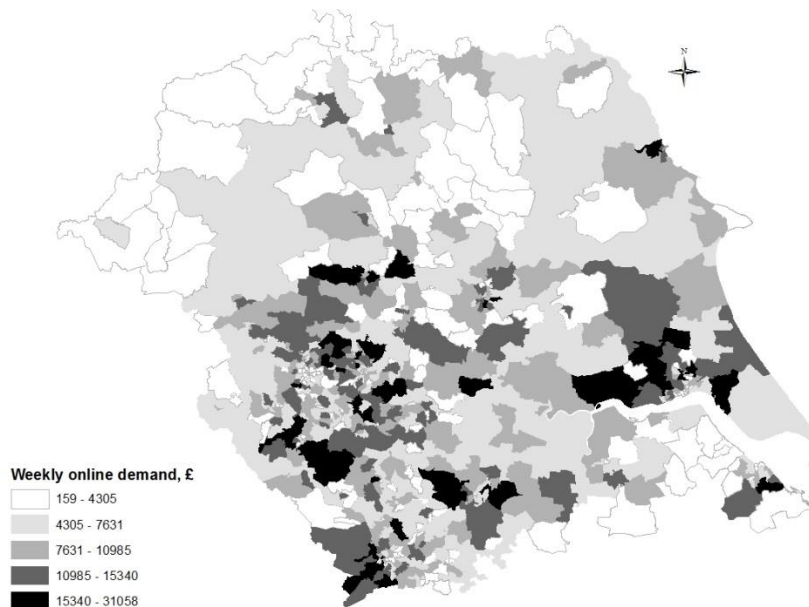 N
Weekly online demand, £
159 - 4305
4305 - 7631
7631 - 10985
10985 - 15340
15340 - 31058